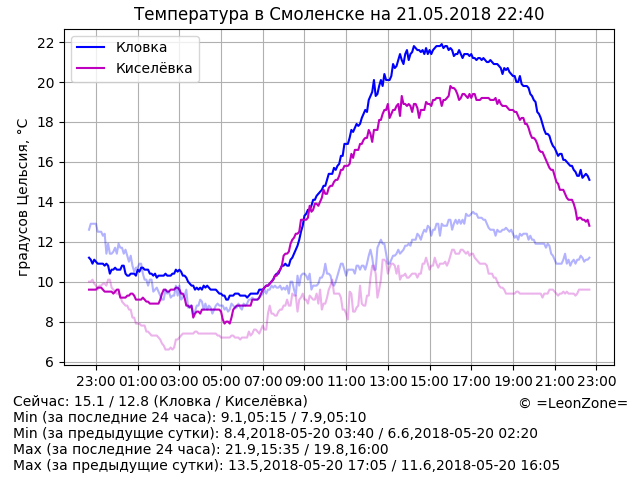 Температура в Смоленске на 21.05.2018 22:40
Кловка
Киселёвка
градусов Цельсия, °C
22
20
18
16
14
12
10
8
6
23:00 01:00 03:00 05:00 07:00 09:00 11:00 13:00 15:00 17:00 19:00 21:00 23:00
Сейчас: 15.1 / 12.8 (Кловка / Киселёвка)
© =LeonZone=
Min (за последние 24 часа): 9.1,05:15 / 7.9,05:10
Min (за предыдущие сутки): 8.4,2018-05-20 03:40 / 6.6,2018-05-20 02:20
Max (за последние 24 часа): 21.9,15:35 / 19.8,16:00
Max (за предыдущие сутки): 13.5,2018-05-20 17:05 / 11.6,2018-05-20 16:05